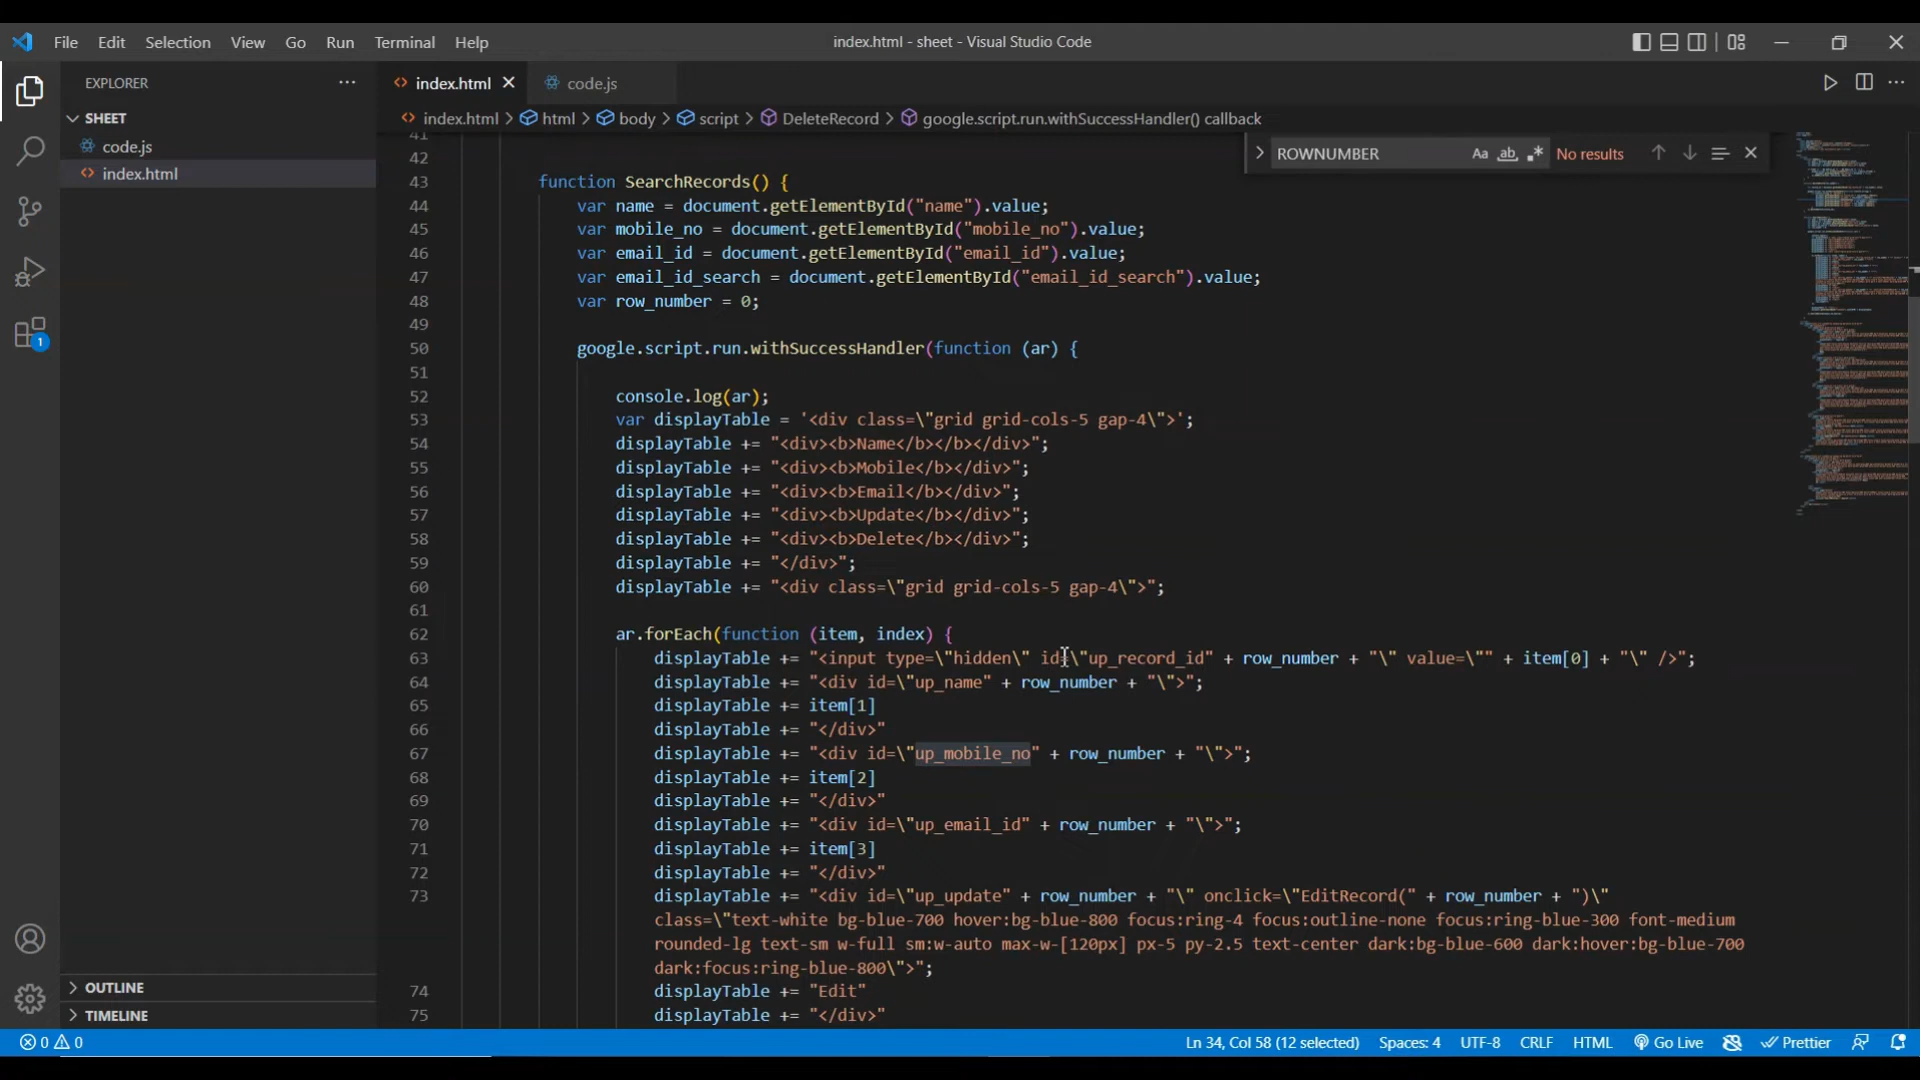 File Edit Selection View Go Run Terminal Help index.html - sheet - Visual Studio Code
EXPLORER ··· index.html code.js
SHEET
code.js
index.html
index.html > html > body > script > DeleteRecord > google.script.run.withSuccessHandler() callback
ROWNUMBER Aa ab No results
41
42
43 function SearchRecords() {
44 var name = document.getElementById("name").value;
45 var mobile_no = document.getElementById("mobile_no").value;
46 var email_id = document.getElementById("email_id").value;
47 var email_id_search = document.getElementById("email_id_search").value;
48 var row_number = 0;
49
50 google.script.run.withSuccessHandler(function (ar) {
51
52 console.log(ar);
53 var displayTable = '<div class=\"grid grid-cols-5 gap-4\">';
54 displayTable += "<div><b>Name</b></b></div>";
55 displayTable += "<div><b>Mobile</b></div>";
56 displayTable += "<div><b>Email</b></div>";
57 displayTable += "<div><b>Update</b></div>";
58 displayTable += "<div><b>Delete</b></div>";
59 displayTable += "</div>";
60 displayTable += "<div class=\"grid grid-cols-5 gap-4\">";
61
62 ar.forEach(function (item, index) {
63 displayTable += "<input type=\"hidden\" id=\"up_record_id" + row_number + "\" value=\"" + item[0] + "\" />";
64 displayTable += "<div id=\"up_name" + row_number + "\">";
65 displayTable += item[1]
66 displayTable += "</div>"
67 displayTable += "<div id=\"up_mobile_no" + row_number + "\">";
68 displayTable += item[2]
69 displayTable += "</div>"
70 displayTable += "<div id=\"up_email_id" + row_number + "\">";
71 displayTable += item[3]
72 displayTable += "</div>"
73 displayTable += "<div id=\"up_update" + row_number + "\" onclick=\"EditRecord(" + row_number + ")\"
class=\"text-white bg-blue-700 hover:bg-blue-800 focus:ring-4 focus:outline-none focus:ring-blue-300 font-medium
rounded-lg text-sm w-full sm:w-auto max-w-[120px] px-5 py-2.5 text-center dark:bg-blue-600 dark:hover:bg-blue-700
dark:focus:ring-blue-800\">";
74 displayTable += "Edit"
75 displayTable += "</div>"
1
OUTLINE
TIMELINE
0 0 Ln 34, Col 58 (12 selected) Spaces: 4 UTF-8 CRLF HTML Go Live Prettier